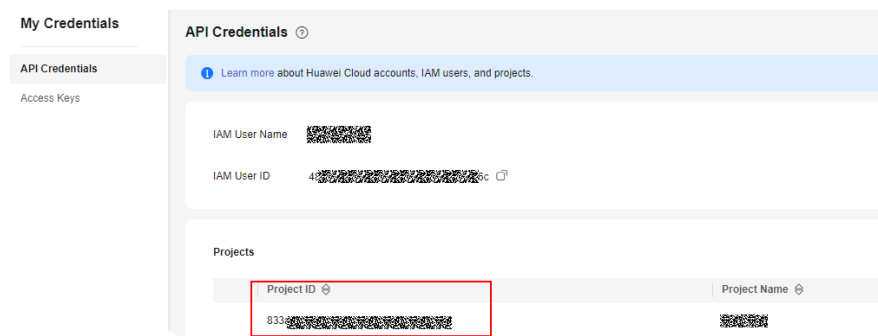 My Credentials
API Credentials
Access Keys
API Credentials
Learn more about Huawei Cloud accounts, IAM users, and projects.
IAM User Name
IAM User ID 48 6c
Projects
Project ID Project Name
833